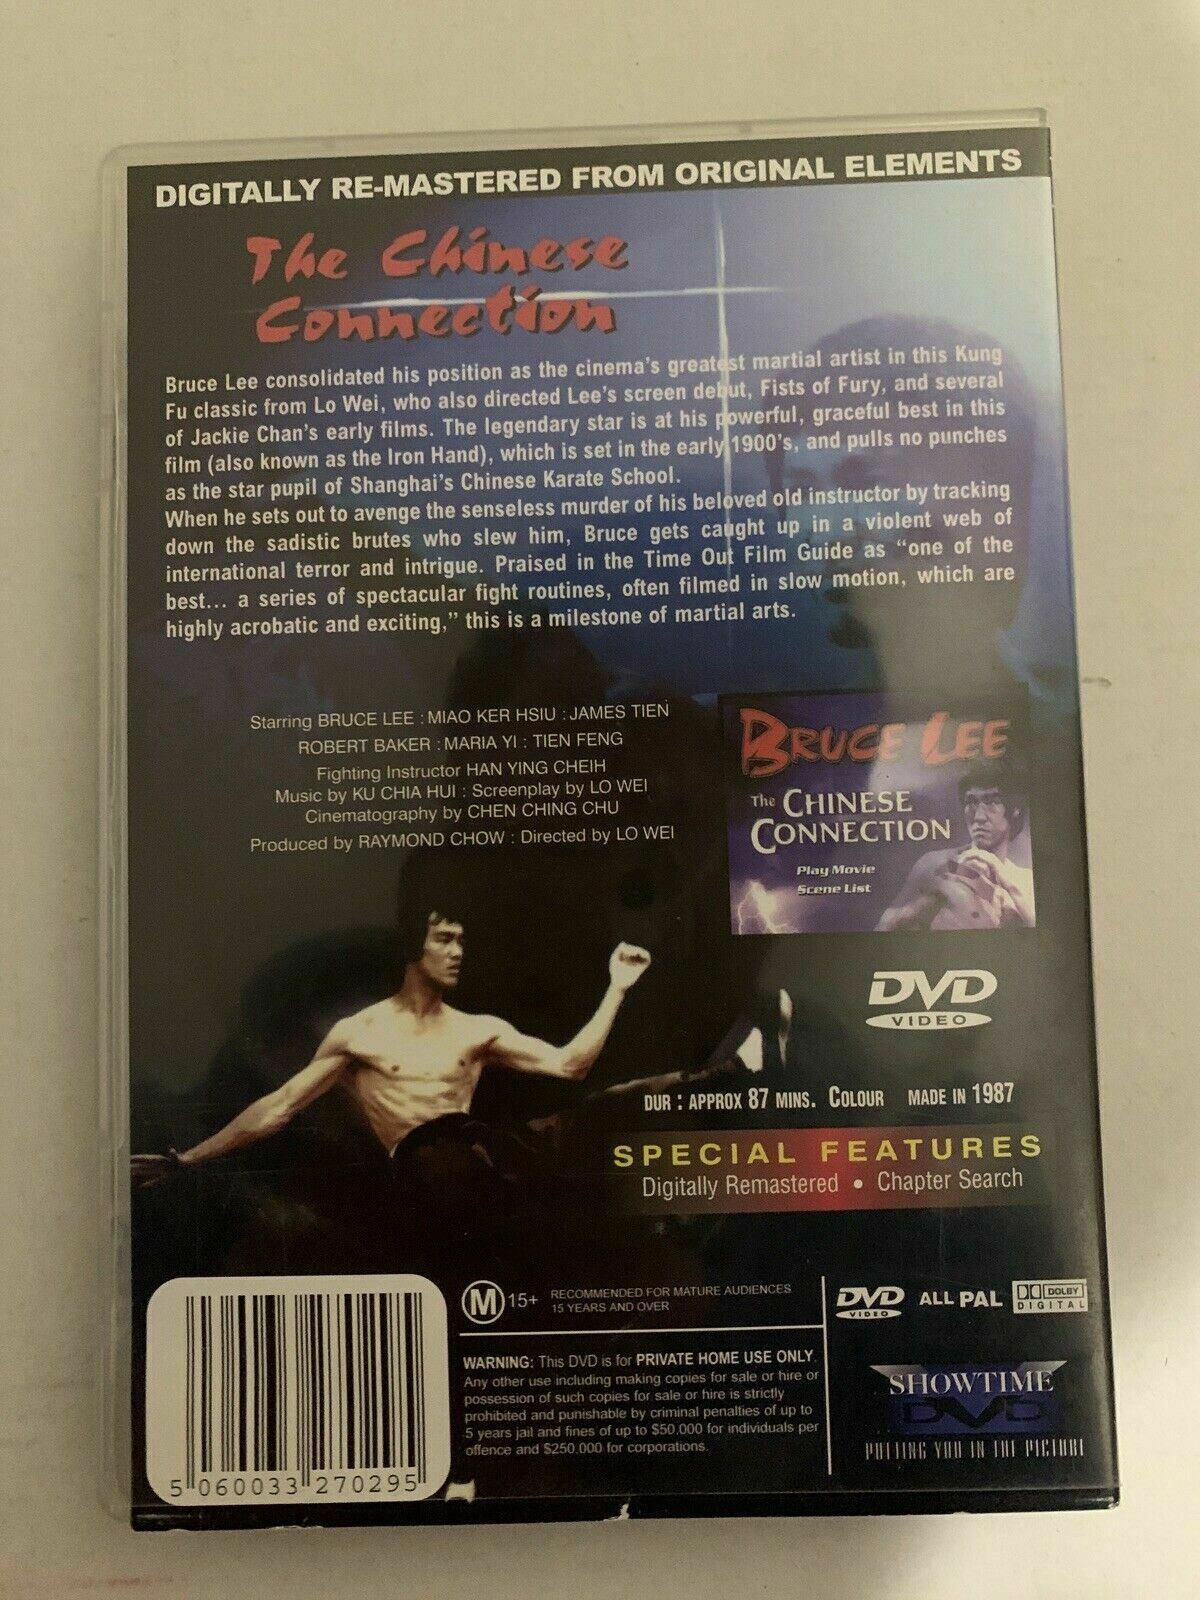 DIGITALLY RE-MASTERED FROM ORIGINAL ELEMENTS
The Chinese
Connection
Bruce Lee consolidated his position as the cinema's greatest martial artist in this Kung
Fu classic from Lo Wei, who also directed Lee's screen debut, Fists of Fury, and several
of Jackie Chan's early films. The legendary star is at his powerful, graceful best in this
film (also known as the Iron Hand), which is set in the early 1900's, and pulls no punches
as the star pupil of Shanghai's Chinese Karate School.
When he sets out to avenge the senseless murder of his beloved old instructor by tracking
down the sadistic brutes who slew him, Bruce gets caught up in a violent web of
international terror and intrigue. Praised in the Time Out Film Guide as "one of the
best... a series of spectacular fight routines, often filmed in slow motion, which are
highly acrobatic and exciting," this is a milestone of martial arts.
Starring BRUCE LEE : MIAO KER HSIU : JAMES TIEN
ROBERT BAKER : MARIA YI : TIEN FENG
Fighting Instructor HAN YING CHEIH
Music by KU CHIA HUI : Screenplay by LO WEI
Cinematography by CHEN CHING CHU
Produced by RAYMOND CHOW : Directed by LO WEI
BRUCE LEE
The CHINESE
CONNECTION
Play Movie
Scene List
DVD
VIDEO
DUR : APPROX 87 MINS. COLOUR MADE IN 1987
SPECIAL FEATURES
Digitally Remastered • Chapter Search
M 15+ RECOMMENDED FOR MATURE AUDIENCES
15 YEARS AND OVER
WARNING: This DVD is for PRIVATE HOME USE ONLY.
Any other use including making copies for sale or hire or
possession of such copies for sale or hire is strictly
prohibited and punishable by criminal penalties of up to
5 years jail and fines of up to $50.000 for individuals per
offence and $250.000 for corporations.
DVD VIDEO ALL PAL DOLBY DIGITAL
SHOWTIME
DVD
PUTTING YOU IN THE PICTURE
5 060033 270295